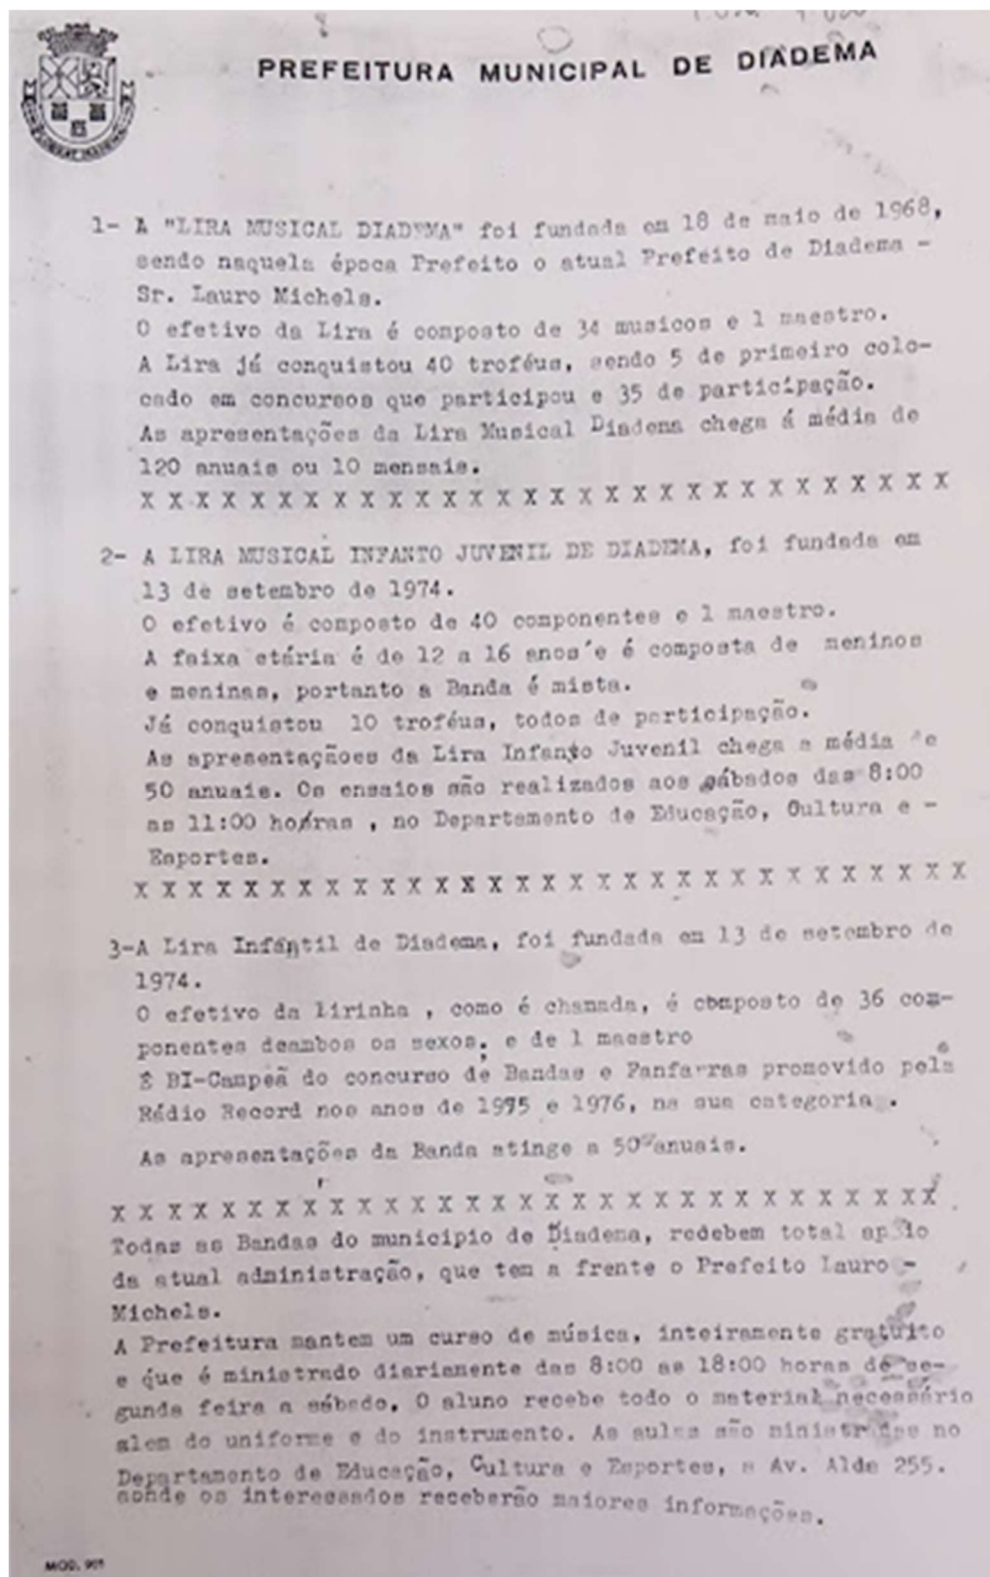 PREFEITURA MUNICIPAL DE DIADEMA
1- A "LIRA MUSICAL DIADEMA" foi fundada em 18 de maio de 1968,
sendo naquela época Prefeito o atual Prefeito de Diadema -
Sr. Lauro Michels.
O efetivo da Lira é composto de 34 musicos e 1 maestro.
A Lira já conquistou 40 troféus, sendo 5 de primeiro colo-
cado em concursos que participou e 35 de participação.
As apresentações da Lira Musical Diadema chega á média de
120 anuais ou 10 mensais.
X X X X X X X X X X X X X X X X X X X X X X X X X X X X X X
2- A LIRA MUSICAL INFANTO JUVENIL DE DIADEMA, foi fundada em
13 de setembro de 1974.
O efetivo é composto de 40 componentes e 1 maestro.
A faixa etária é de 12 a 16 anos e é composta de meninos
e meninas, portanto a Banda é mista.
Já conquistou 10 troféus, todos de participação.
As apresentaçãoes da Lira Infanto Juvenil chega a média de
50 anuais. Os ensaios são realizados aos sábados das 8:00
as 11:00 horas , no Departamento de Educação, Cultura e -
Esportes.
X X X X X X X X X X X X X X X X X X X X X X X X X X X X X X X
3-A Lira Infantil de Diadema, foi fundada em 13 de setembro de
1974.
O efetivo da lirinha , como é chamada, é composto de 36 com-
ponentes deambos os sexos, e de 1 maestro
É BI-Campeã do concurso de Bandas e Fanfarras promovido pela
Rádio Record nos anos de 1975 e 1976, na sua categoria .
As apresentações da Banda atinge a 50 anuais.
X X X X X X X X X X X X X X X X X X X X X X X X X X X X X X XX
Todas as Bandas do municipio de Diadema, redebem total apoio
da atual administração, que tem a frente o Prefeito Lauro -
Michels.
A Prefeitura mantem um curso de música, inteiramente gratuito
e que é ministrado diariamente das 8:00 as 18:00 horas de se-
gunda feira a sábado. O aluno recebe todo o material necessário
alem do uniforme e do instrumento. As aulas são ministradas no
Departamento de Educação, Cultura e Esportes, a Av. Alda 255.
aonde os interessados receberão maiores informações.
MOD. 901